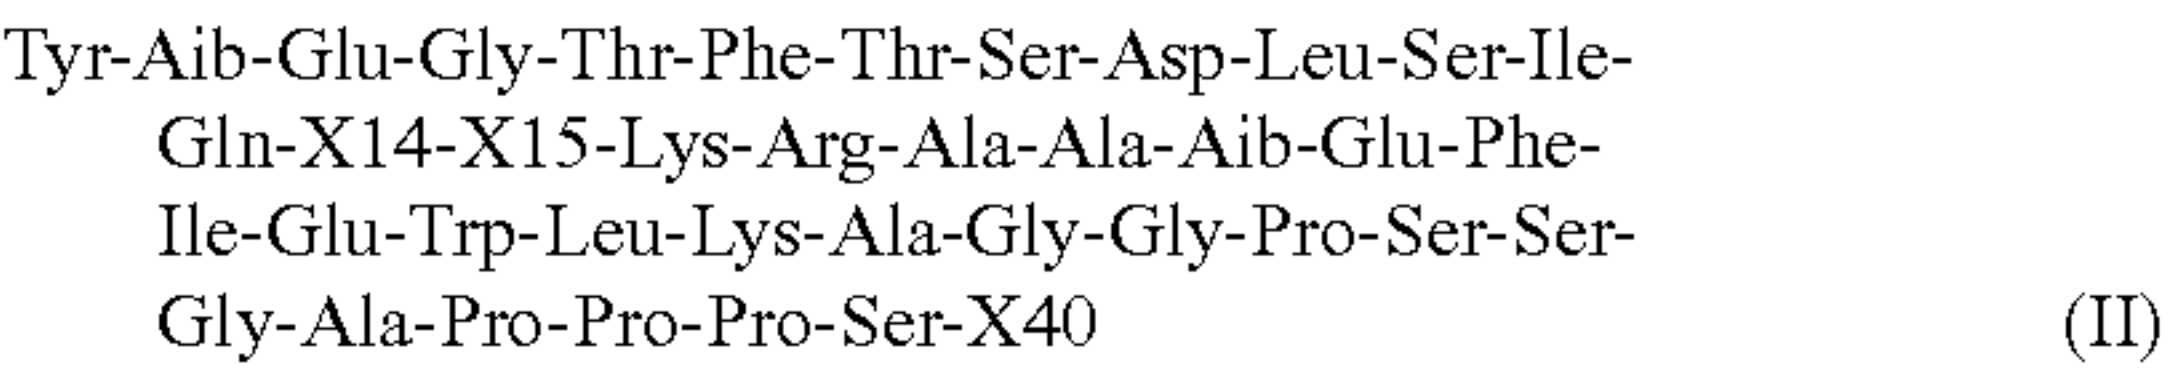 Tyr-Aib-Glu-Gly-Thr-Phe-Thr-Ser-Asp-Leu-Ser-Ile-
Gln-X14-X15-Lys-Arg-Ala-Ala-Aib-Glu-Phe-
Ile-Glu-Trp-Leu-Lys-Ala-Gly-Gly-Pro-Ser-Ser-
Gly-Ala-Pro-Pro-Pro-Ser-X40 (II)